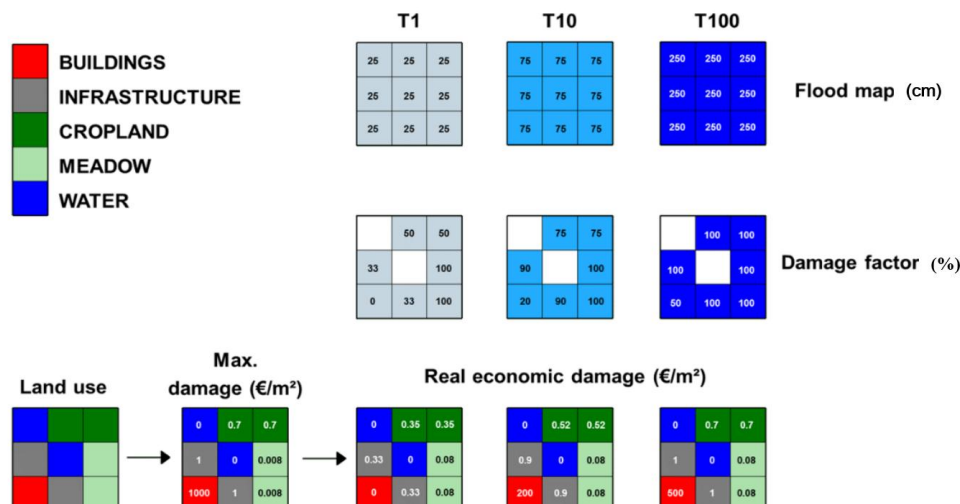 T1 T10 T100
BUILDINGS
INFRASTRUCTURE
CROPLAND
MEADOW
WATER
25 25 25 75 75 75 250 250 250
25 25 25 75 75 75 250 250 250
25 25 25 75 75 75 250 250 250
Flood map (cm)
50 50 75 75 100 100
33 100 90 100 100 100
0 33 100 20 90 100 50 100 100
Damage factor (%)
Land use
Max.
damage (€/m²)
Real economic damage (€/m²)
0 0.7 0.7 0 0.35 0.35 0 0.52 0.52 0 0.7 0.7
1 0 0.008 0.33 0 0.08 0.9 0 0.08 1 0 0.08
1000 1 0.008 0 0.33 0.08 200 0.9 0.08 500 1 0.08